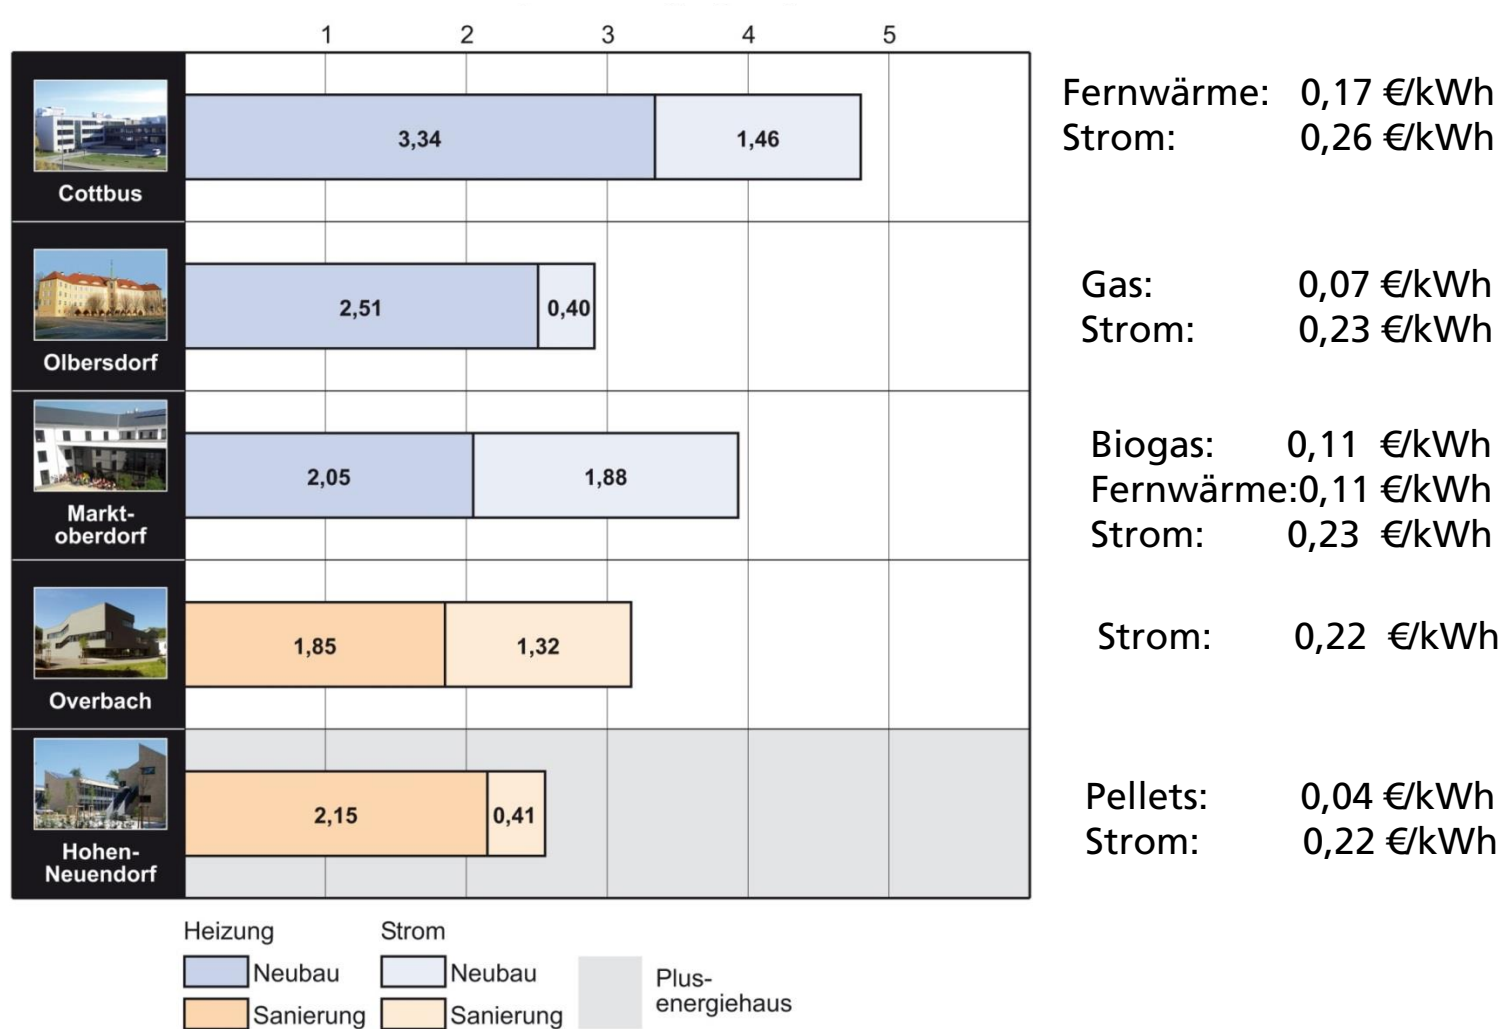 1 2 3 4 5
3,34 1,46
Cottbus
Fernwärme: 0,17 €/kWh
Strom: 0,26 €/kWh
2,51 0,40
Olbersdorf
Gas: 0,07 €/kWh
Strom: 0,23 €/kWh
2,05 1,88
Markt-
oberdorf
Biogas: 0,11 €/kWh
Fernwärme:0,11 €/kWh
Strom: 0,23 €/kWh
1,85 1,32
Overbach
Strom: 0,22 €/kWh
2,15 0,41
Hohen-
Neuendorf
Pellets: 0,04 €/kWh
Strom: 0,22 €/kWh
Heizung Strom
Neubau Neubau
Sanierung Sanierung
Plus-
energiehaus